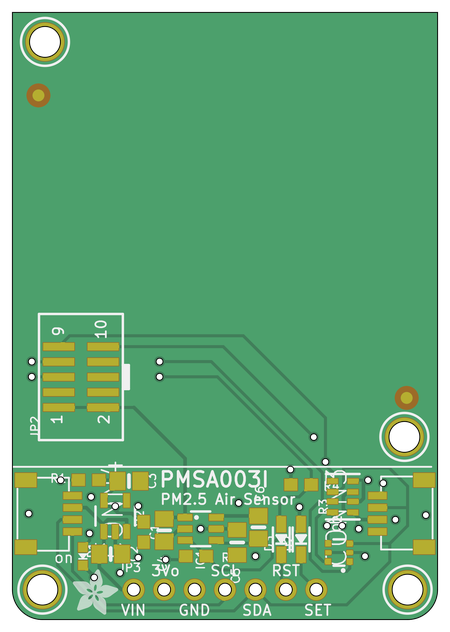 9 10
1 2
JP2
PMSA003I
PM2.5 Air Sensor
R1
R3
on
JP3
3Vo
SCL
RST
VIN
GND
SDA
SET